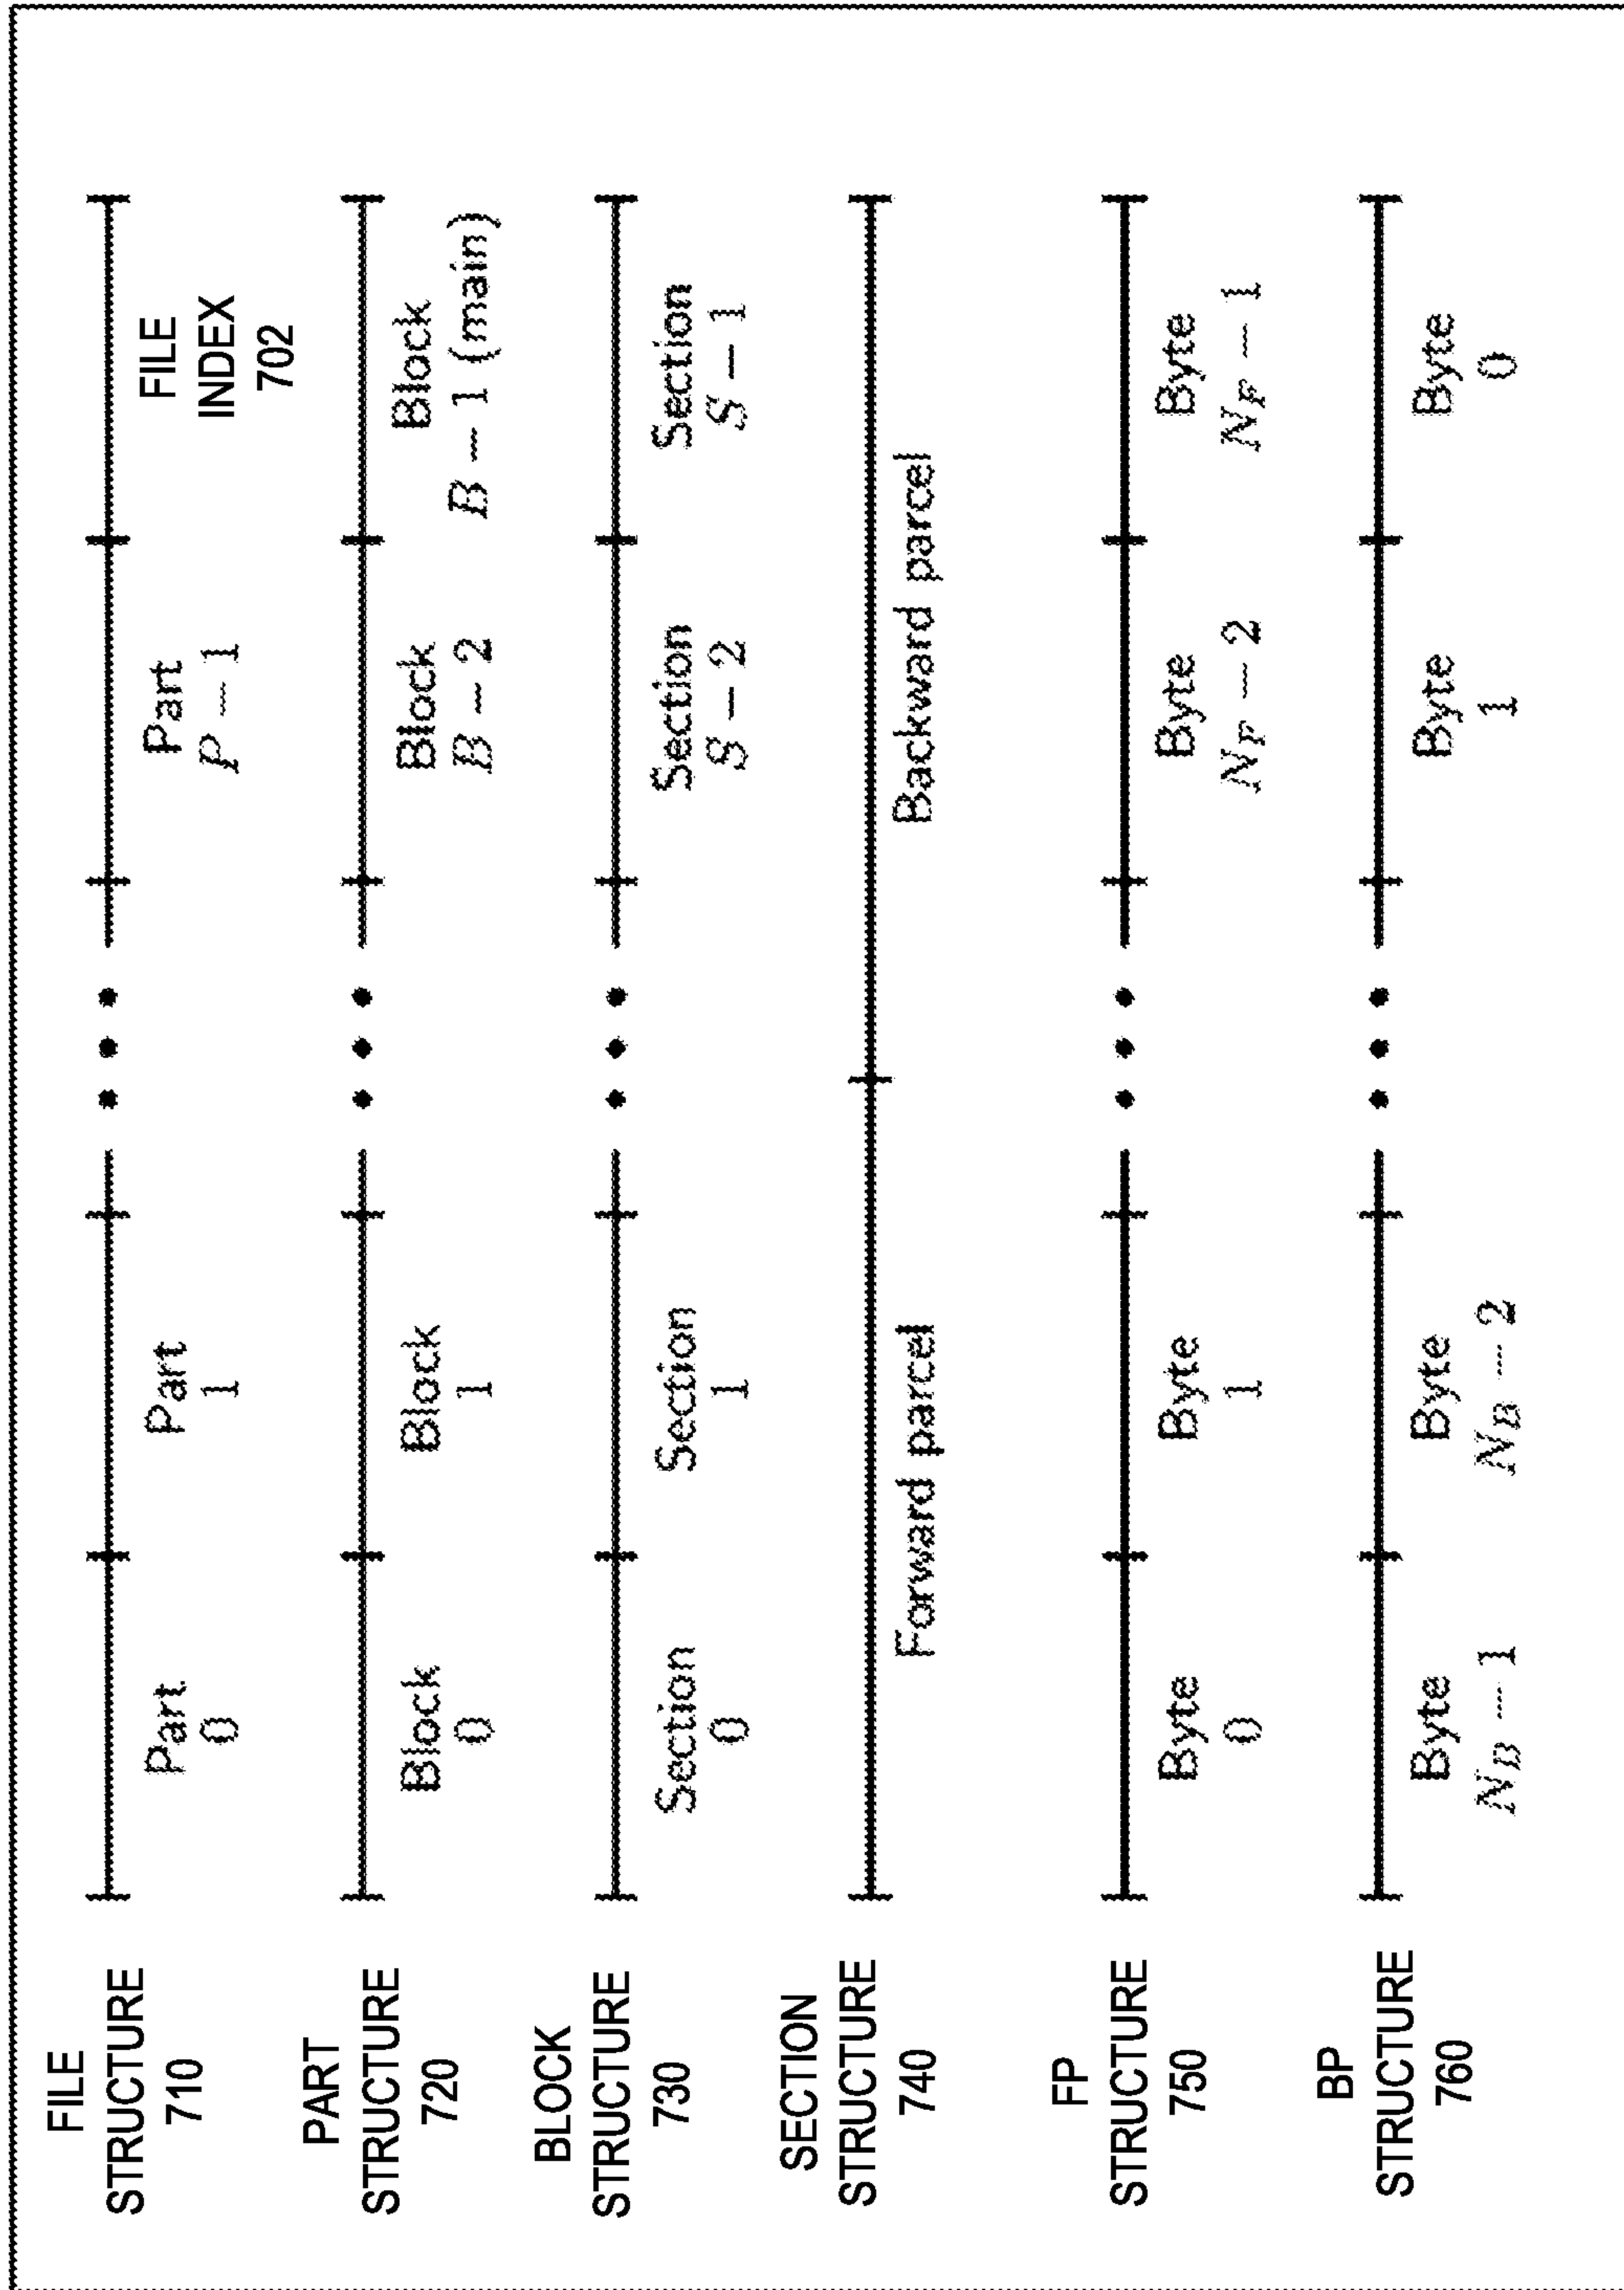 FILE
STRUCTURE
710
Part
0
Part
1
Part
P − 1
FILE
INDEX
702
PART
STRUCTURE
720
Block
0
Block
1
Block
B − 2
Block
B − 1 (main)
BLOCK
STRUCTURE
730
Section
0
Section
1
Section
S − 2
Section
S − 1
SECTION
STRUCTURE
740
Forward parcel
Backward parcel
FP
STRUCTURE
750
Byte
0
Byte
1
Byte
N_F − 2
Byte
N_F − 1
BP
STRUCTURE
760
Byte
N_B − 1
Byte
N_B − 2
Byte
1
Byte
0